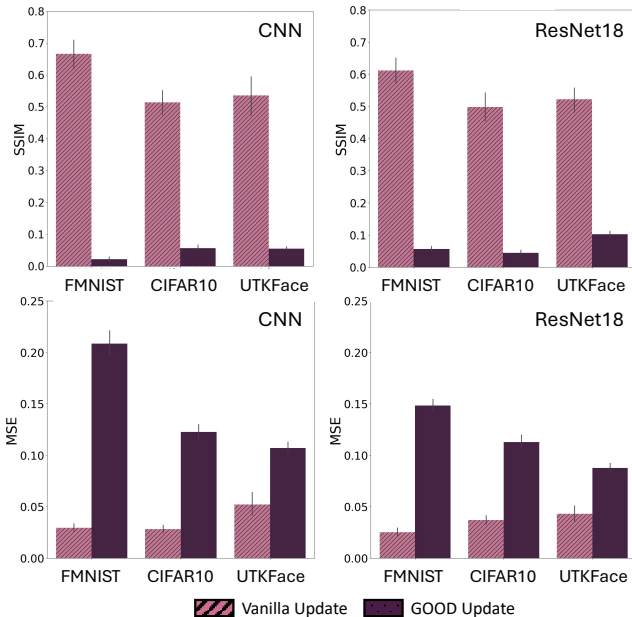 CNN
SSIM
0.8
0.7
0.6
0.5
0.4
0.3
0.2
0.1
0.0
FMNIST CIFAR10 UTKFace
ResNet18
SSIM
0.8
0.7
0.6
0.5
0.4
0.3
0.2
0.1
0.0
FMNIST CIFAR10 UTKFace
CNN
MSE
0.25
0.20
0.15
0.10
0.05
0.00
FMNIST CIFAR10 UTKFace
ResNet18
MSE
0.25
0.20
0.15
0.10
0.05
0.00
FMNIST CIFAR10 UTKFace
Vanilla Update GOOD Update